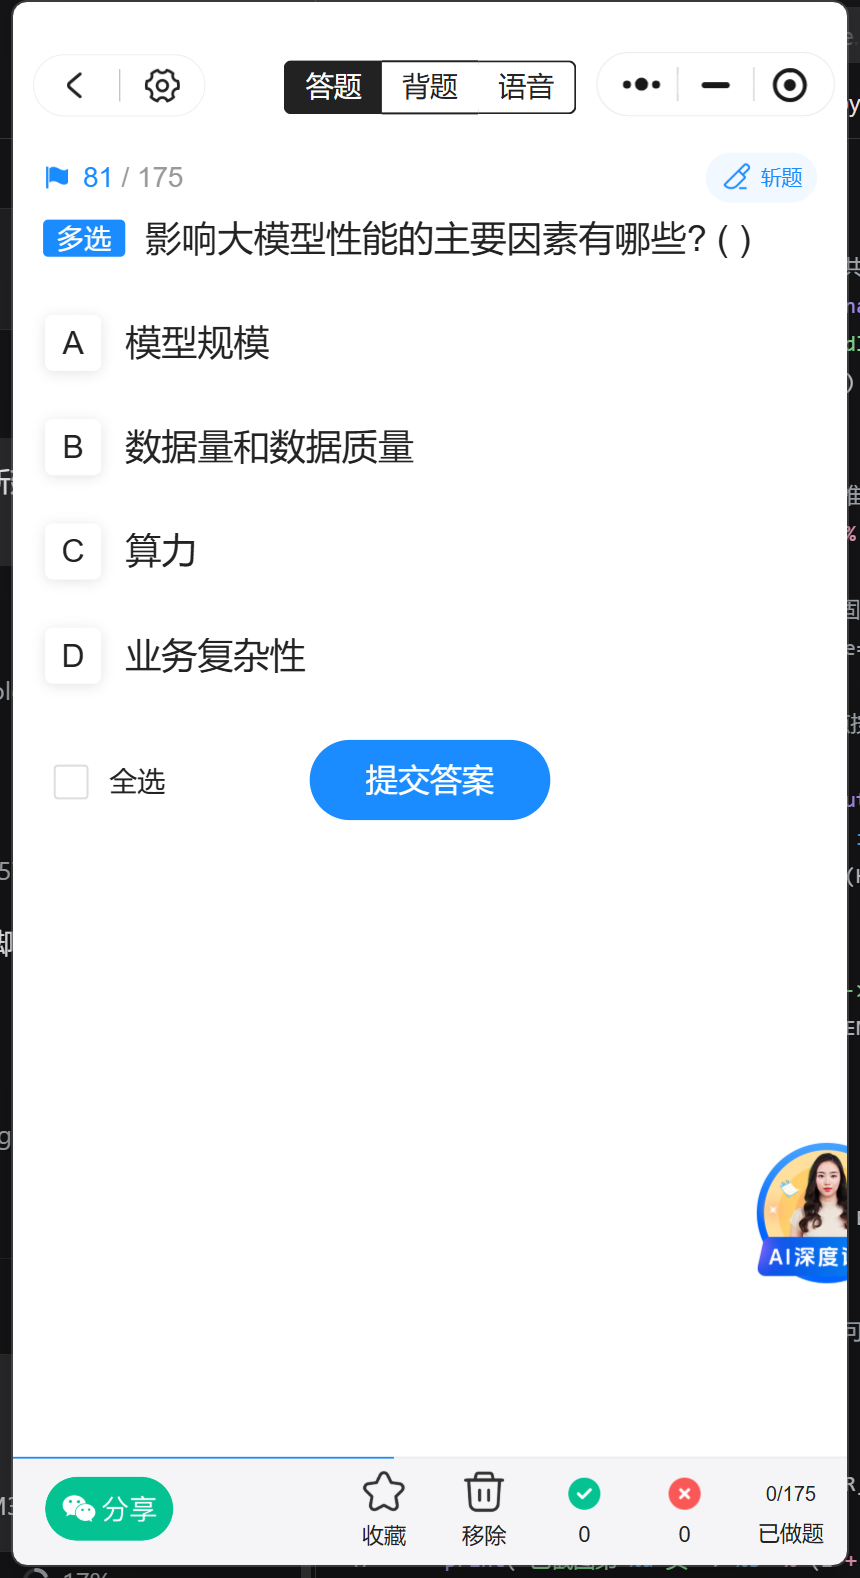 答题 背题 语音
81 / 175
斩题
多选 影响大模型性能的主要因素有哪些? ( )
A 模型规模
B 数据量和数据质量
C 算力
D 业务复杂性
全选
提交答案
AI深度
分享
收藏
移除
0
0
0/175
已做题
17%